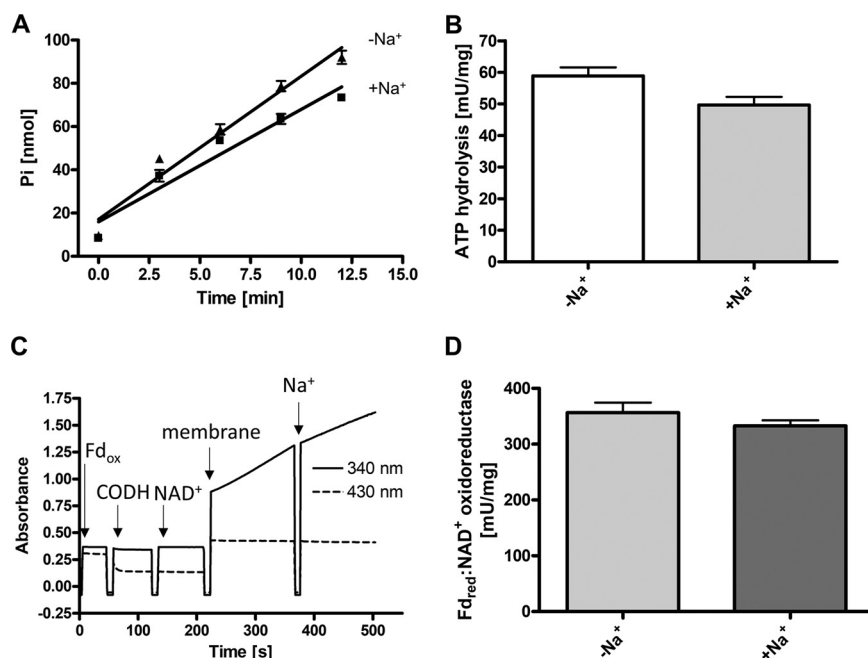 A
Pi [nmol]
100
80
60
40
20
0
0.0 2.5 5.0 7.5 10.0 12.5 15.0
Time [min]
-Na⁺
+Na⁺
B
ATP hydrolysis [mU/mg]
70
60
50
40
30
20
10
0
-Na⁺
+Na⁺
C
Absorbance
1.75
1.50
1.25
1.00
0.75
0.50
0.25
0.00
-0.25
0 100 200 300 400 500
Time [s]
Fdox
CODH
NAD⁺
membrane
Na⁺
340 nm
430 nm
D
Fdred:NAD⁺ oxidoreductase
[mU/mg]
400
300
200
100
0
-Na⁺
+Na⁺